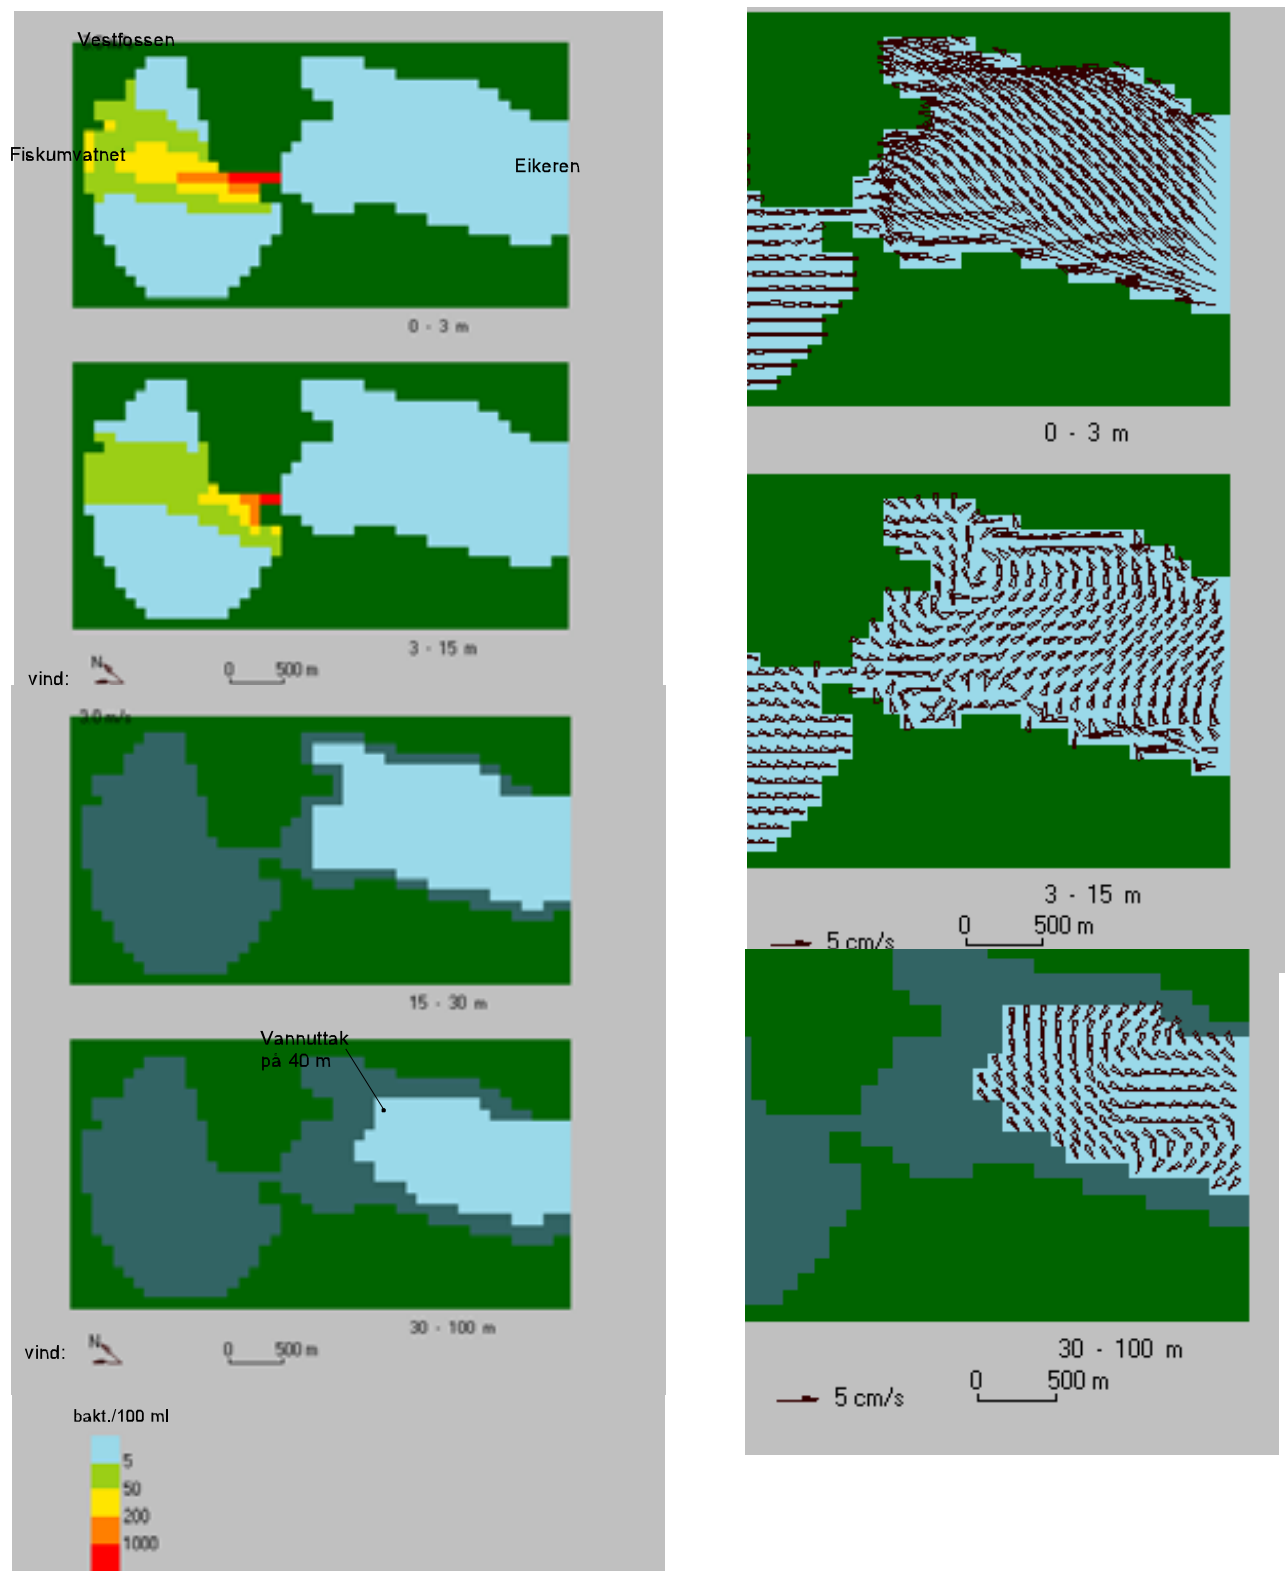 Vestfossen
Fiskumvatnet
Eikeren
0 - 3 m
3 - 15 m
N
vind:
0 500 m
3.0 m/s
15 - 30 m
Vannuttak
på 40 m
30 - 100 m
N
vind:
0 500 m
bakt./100 ml
5
50
200
1000
0 - 3 m
3 - 15 m
0 500 m
5 cm/s
30 - 100 m
0 500 m
5 cm/s